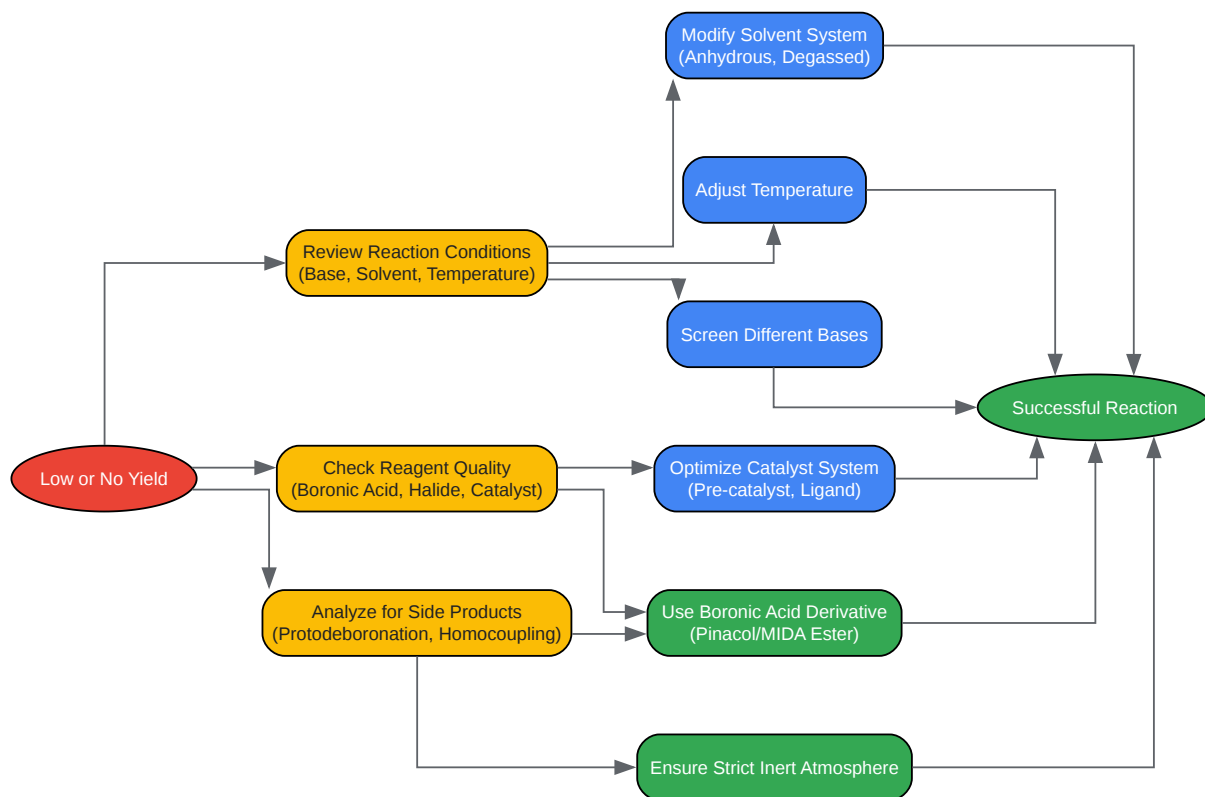 Modify Solvent System
(Anhydrous, Degassed)
Adjust Temperature
Review Reaction Conditions
(Base, Solvent, Temperature)
Screen Different Bases
Successful Reaction
Low or No Yield
Check Reagent Quality
(Boronic Acid, Halide, Catalyst)
Optimize Catalyst System
(Pre-catalyst, Ligand)
Analyze for Side Products
(Protodeboronation, Homocoupling)
Use Boronic Acid Derivative
(Pinacol/MIDA Ester)
Ensure Strict Inert Atmosphere